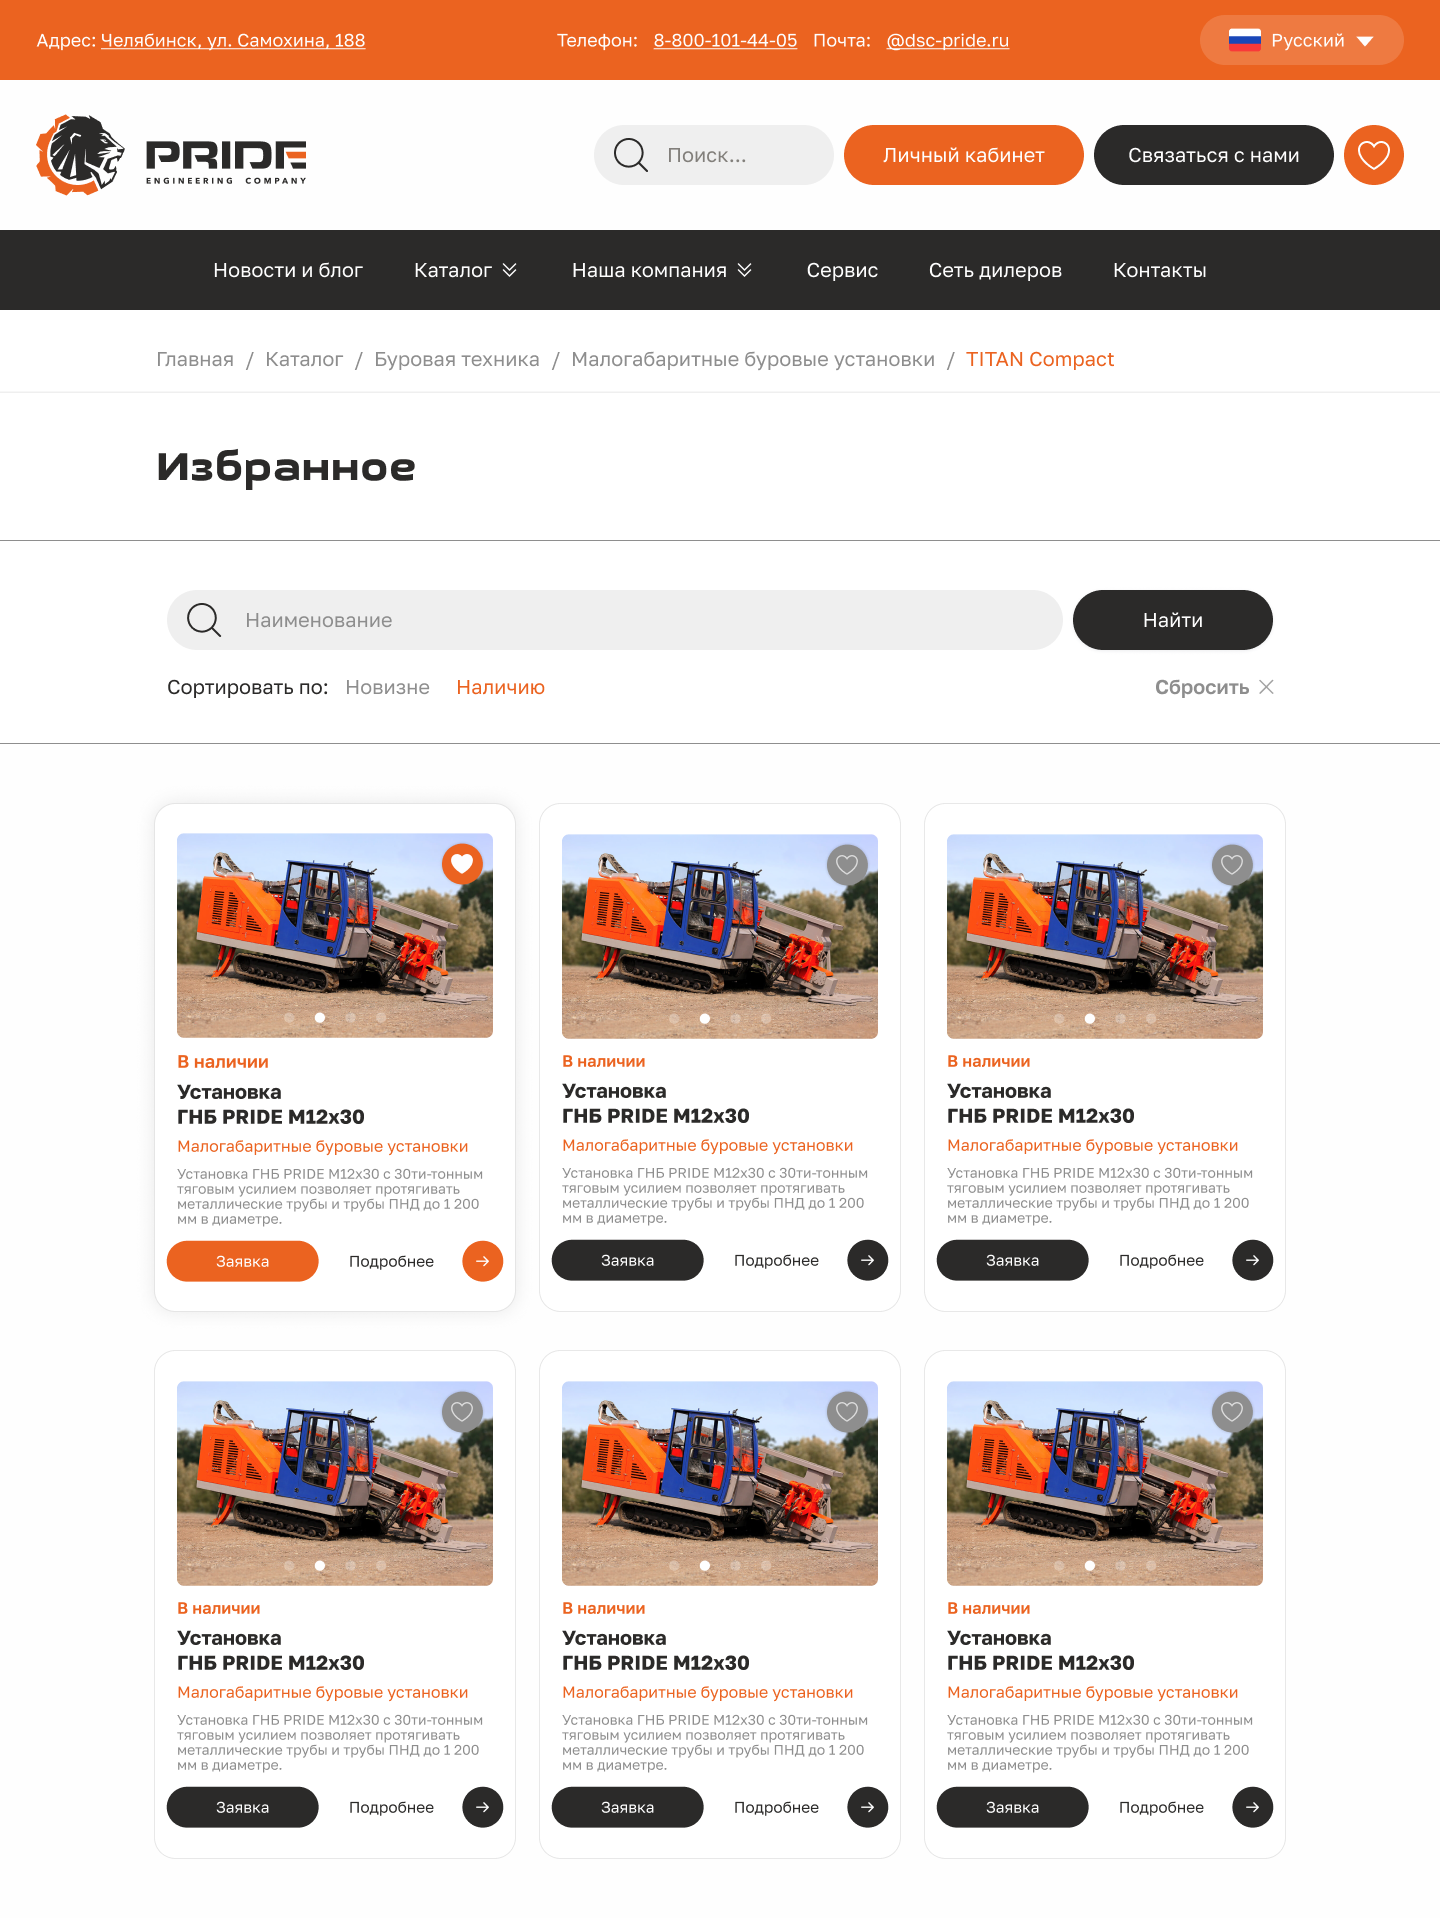 Адрес: Челябинск, ул. Самохина, 188
Телефон: 8-800-101-44-05 Почта: @dsc-pride.ru
Русский
PRIDE
ENGINEERING COMPANY
Поиск...
Личный кабинет
Связаться с нами
Новости и блог
Каталог
Наша компания
Сервис
Сеть дилеров
Контакты
Главная / Каталог / Буровая техника / Малогабаритные буровые установки / TITAN Compact
Избранное
Наименование
Найти
Сортировать по: Новизне Наличию
Сбросить
В наличии
Установка
ГНБ PRIDE M12x30
Малогабаритные буровые установки
Установка ГНБ PRIDE M12x30 с 30ти-тонным
тяговым усилием позволяет протягивать
металлические трубы и трубы ПНД до 1 200
мм в диаметре.
Заявка
Подробнее
В наличии
Установка
ГНБ PRIDE M12x30
Малогабаритные буровые установки
Установка ГНБ PRIDE M12x30 с 30ти-тонным
тяговым усилием позволяет протягивать
металлические трубы и трубы ПНД до 1 200
мм в диаметре.
Заявка
Подробнее
В наличии
Установка
ГНБ PRIDE M12x30
Малогабаритные буровые установки
Установка ГНБ PRIDE M12x30 с 30ти-тонным
тяговым усилием позволяет протягивать
металлические трубы и трубы ПНД до 1 200
мм в диаметре.
Заявка
Подробнее
В наличии
Установка
ГНБ PRIDE M12x30
Малогабаритные буровые установки
Установка ГНБ PRIDE M12x30 с 30ти-тонным
тяговым усилием позволяет протягивать
металлические трубы и трубы ПНД до 1 200
мм в диаметре.
Заявка
Подробнее
В наличии
Установка
ГНБ PRIDE M12x30
Малогабаритные буровые установки
Установка ГНБ PRIDE M12x30 с 30ти-тонным
тяговым усилием позволяет протягивать
металлические трубы и трубы ПНД до 1 200
мм в диаметре.
Заявка
Подробнее
В наличии
Установка
ГНБ PRIDE M12x30
Малогабаритные буровые установки
Установка ГНБ PRIDE M12x30 с 30ти-тонным
тяговым усилием позволяет протягивать
металлические трубы и трубы ПНД до 1 200
мм в диаметре.
Заявка
Подробнее